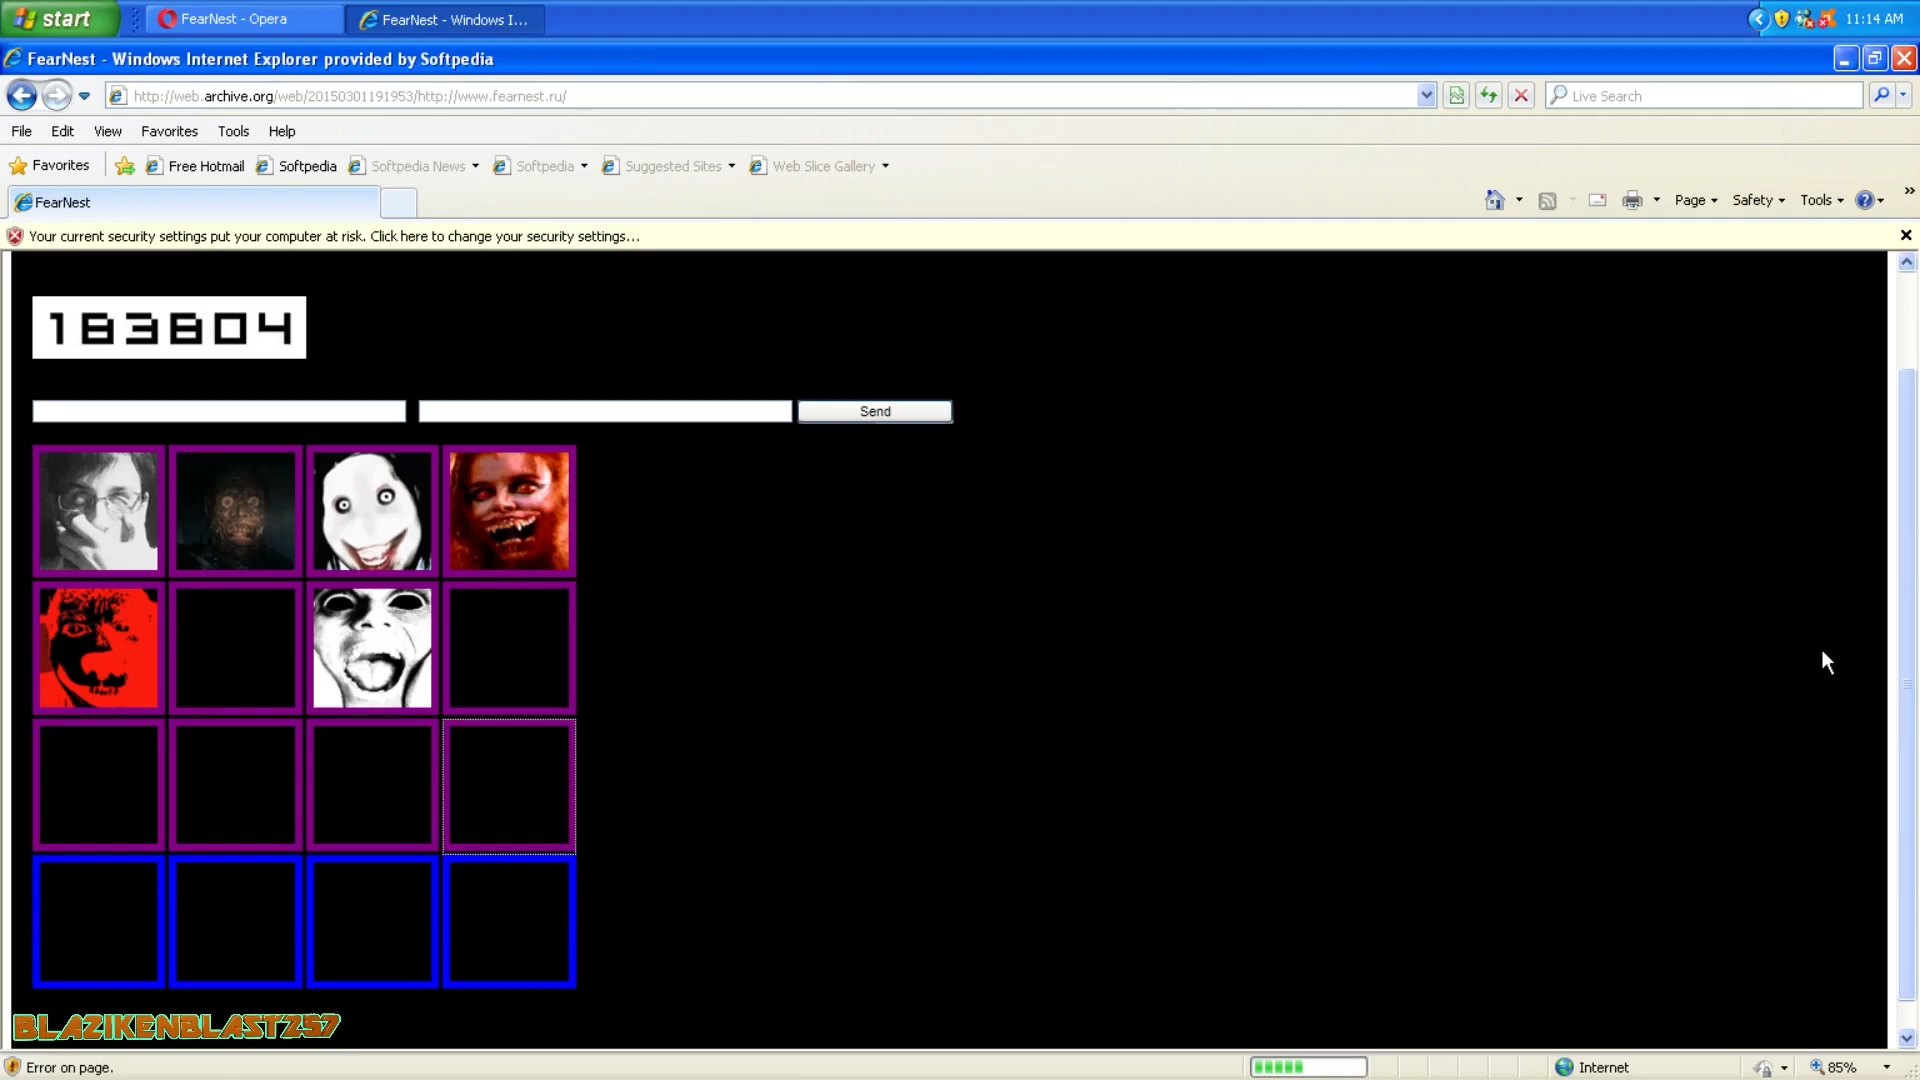 start
FearNest - Opera
FearNest - Windows I...
11:14 AM
FearNest - Windows Internet Explorer provided by Softpedia
http://web.archive.org/web/20150301191953/http://www.fearnest.ru/
Live Search
File Edit View Favorites Tools Help
Favorites Free Hotmail Softpedia Softpedia News Softpedia Suggested Sites Web Slice Gallery
FearNest
Page Safety Tools
Your current security settings put your computer at risk. Click here to change your security settings...
183804
Send
BLAZIKENBLAST257
Error on page.
Internet
85%